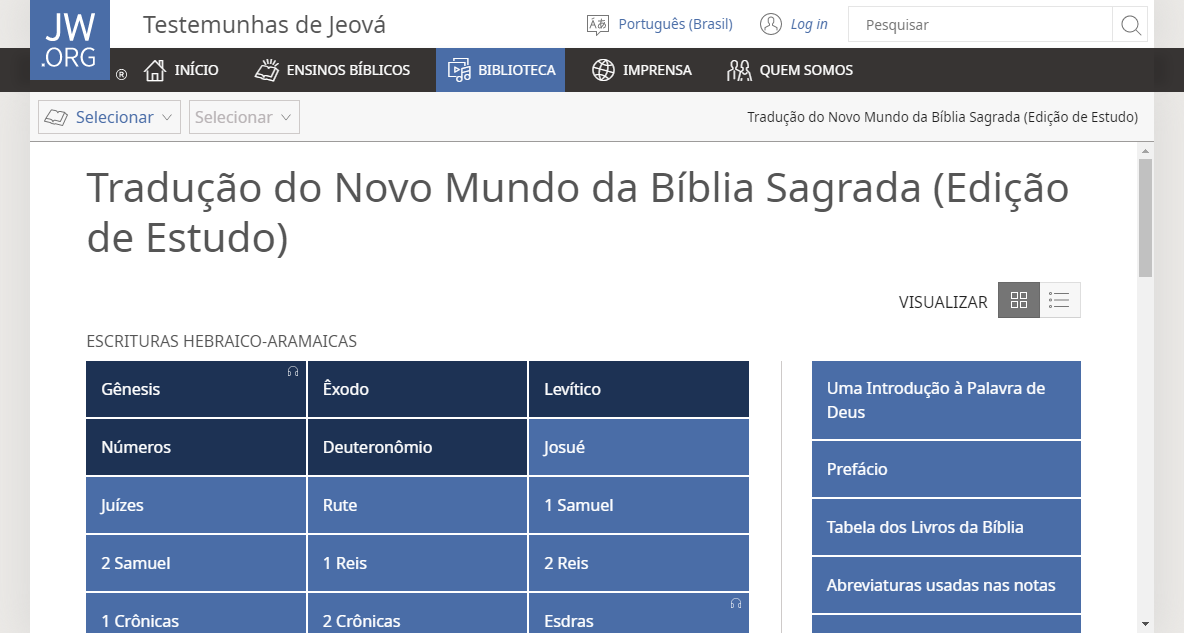 JW
.ORG
®
Testemunhas de Jeová
Português (Brasil)
Log in
Pesquisar
INÍCIO
ENSINOS BÍBLICOS
BIBLIOTECA
IMPRENSA
QUEM SOMOS
Selecionar
Selecionar
Tradução do Novo Mundo da Bíblia Sagrada (Edição de Estudo)
Tradução do Novo Mundo da Bíblia Sagrada (Edição
de Estudo)
VISUALIZAR
ESCRITURAS HEBRAICO-ARAMAICAS
Gênesis
Êxodo
Levítico
Números
Deuteronômio
Josué
Juízes
Rute
1 Samuel
2 Samuel
1 Reis
2 Reis
1 Crônicas
2 Crônicas
Esdras
Uma Introdução à Palavra de
Deus
Prefácio
Tabela dos Livros da Bíblia
Abreviaturas usadas nas notas